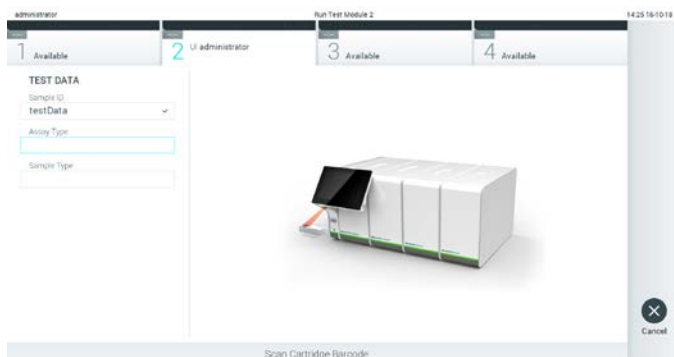 administrator Run Test Module 2 14:25 16-10-18
1 Available 2 UI administrator 3 Available 4 Available
TEST DATA
Sample ID
testData
Assay Type
Sample Type
Cancel
Scan Cartridge Barcode